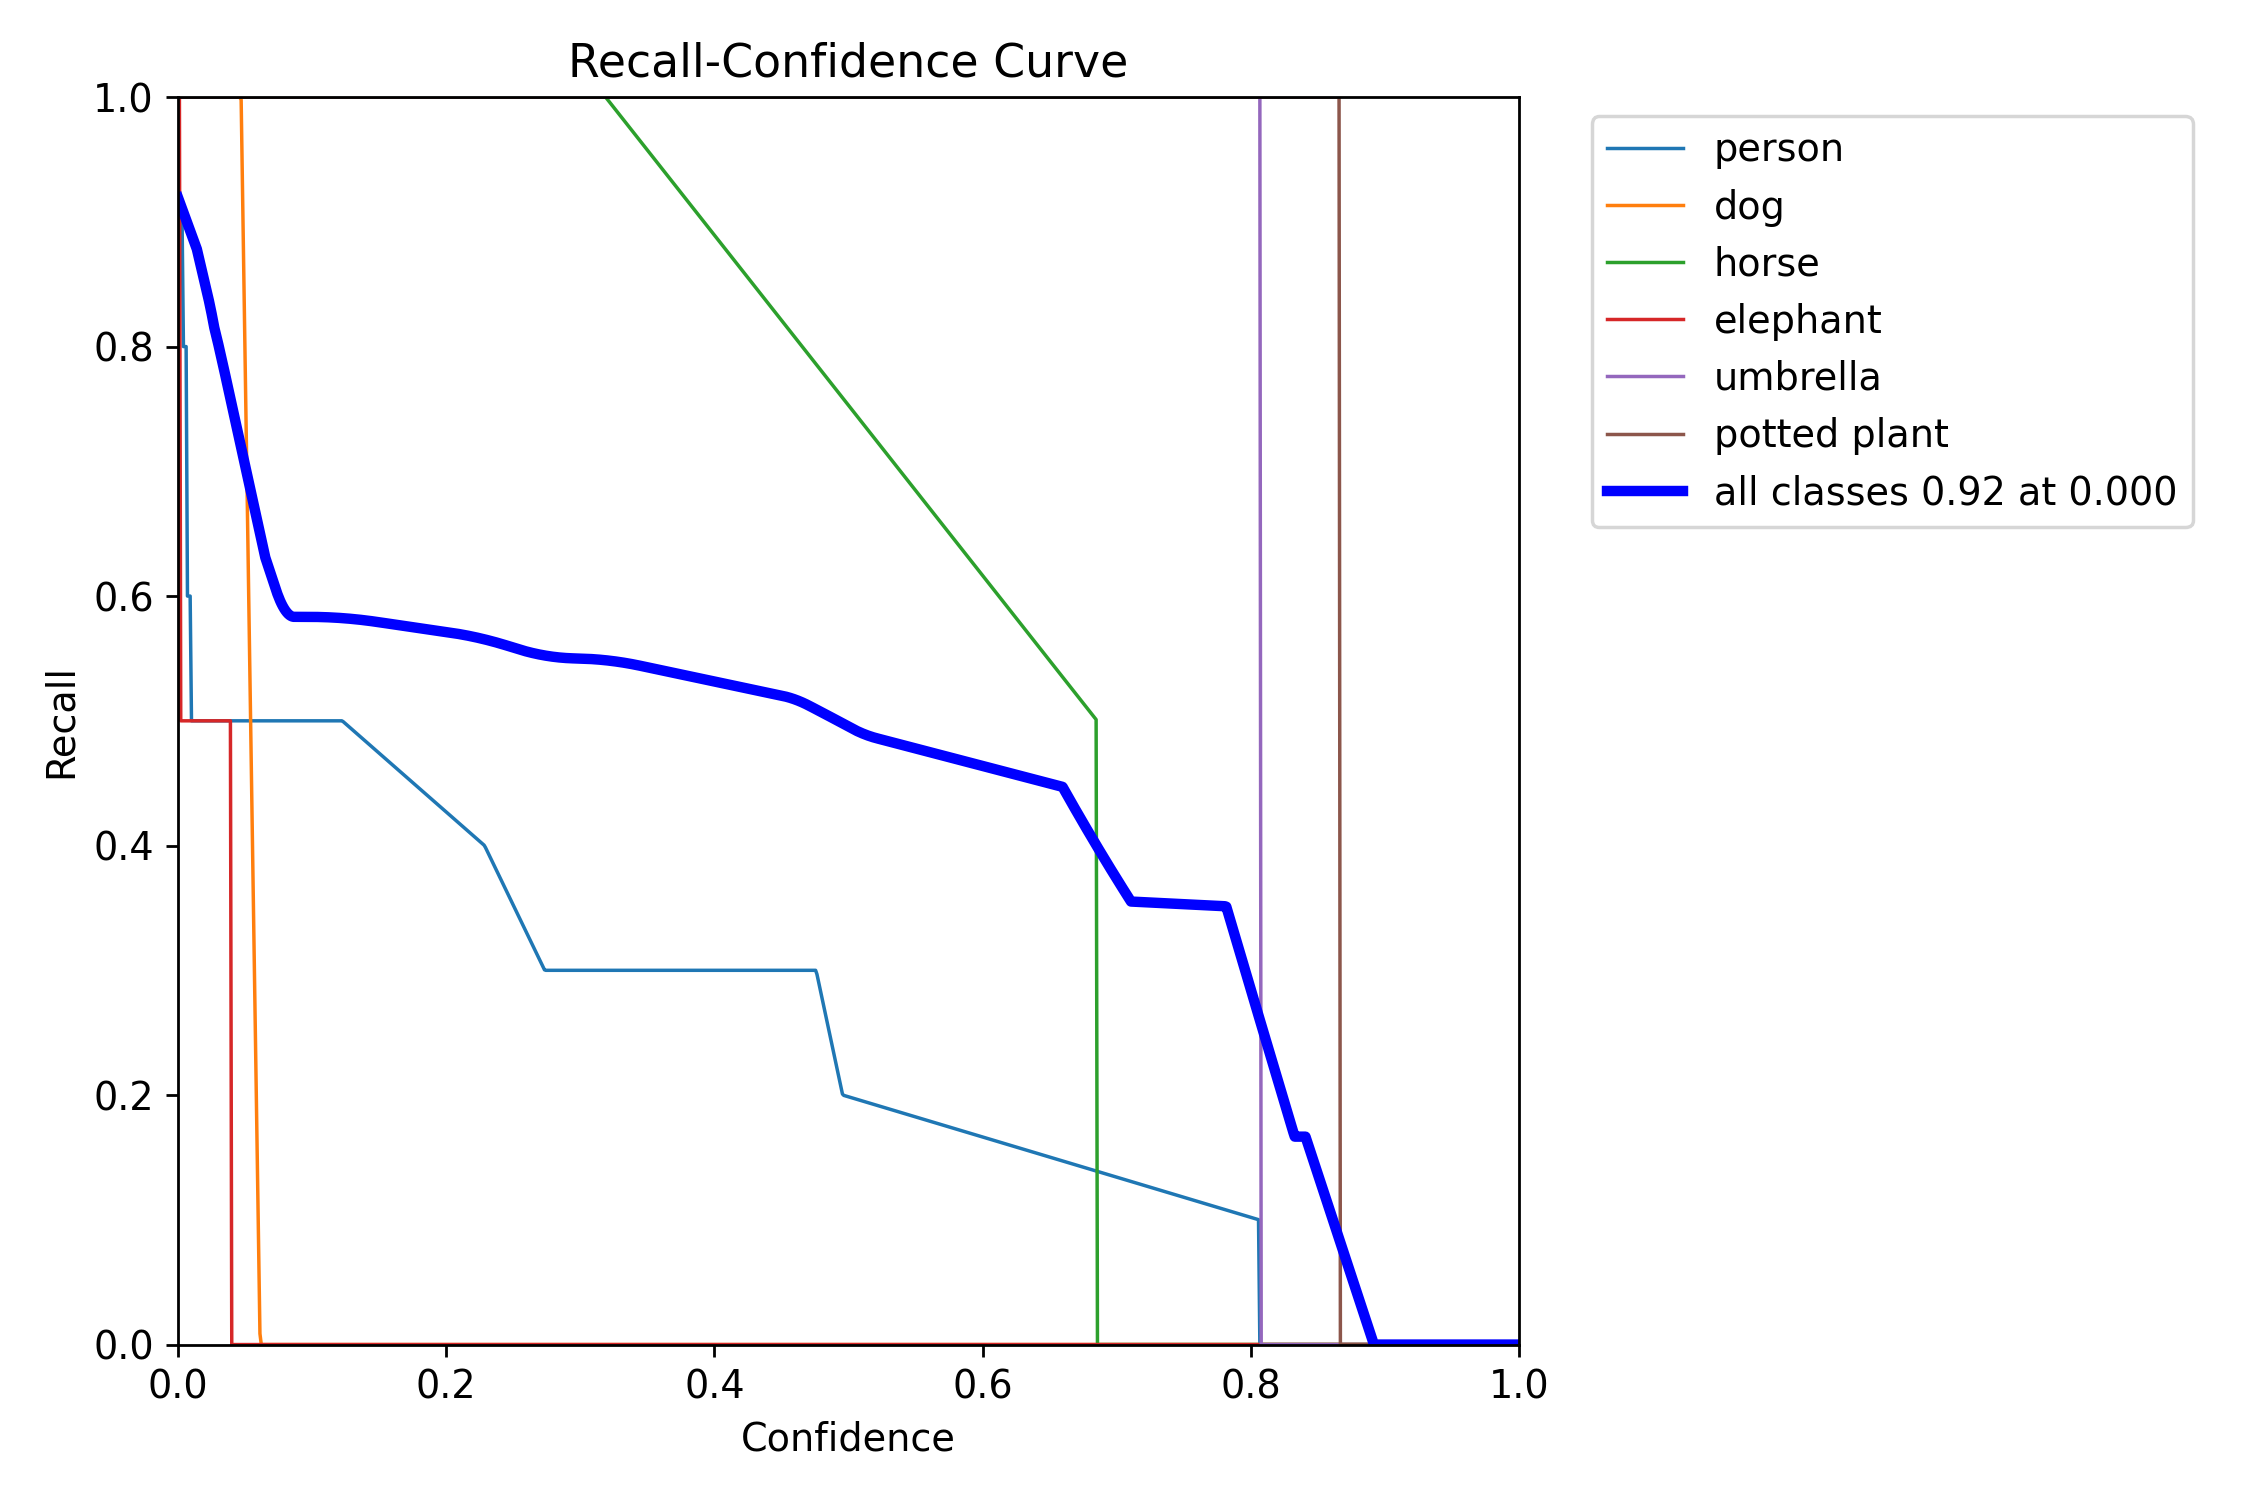 Recall-Confidence Curve
1.0
0.8
0.6
0.4
0.2
0.0
Recall
0.0 0.2 0.4 0.6 0.8 1.0
Confidence
person
dog
horse
elephant
umbrella
potted plant
all classes 0.92 at 0.000